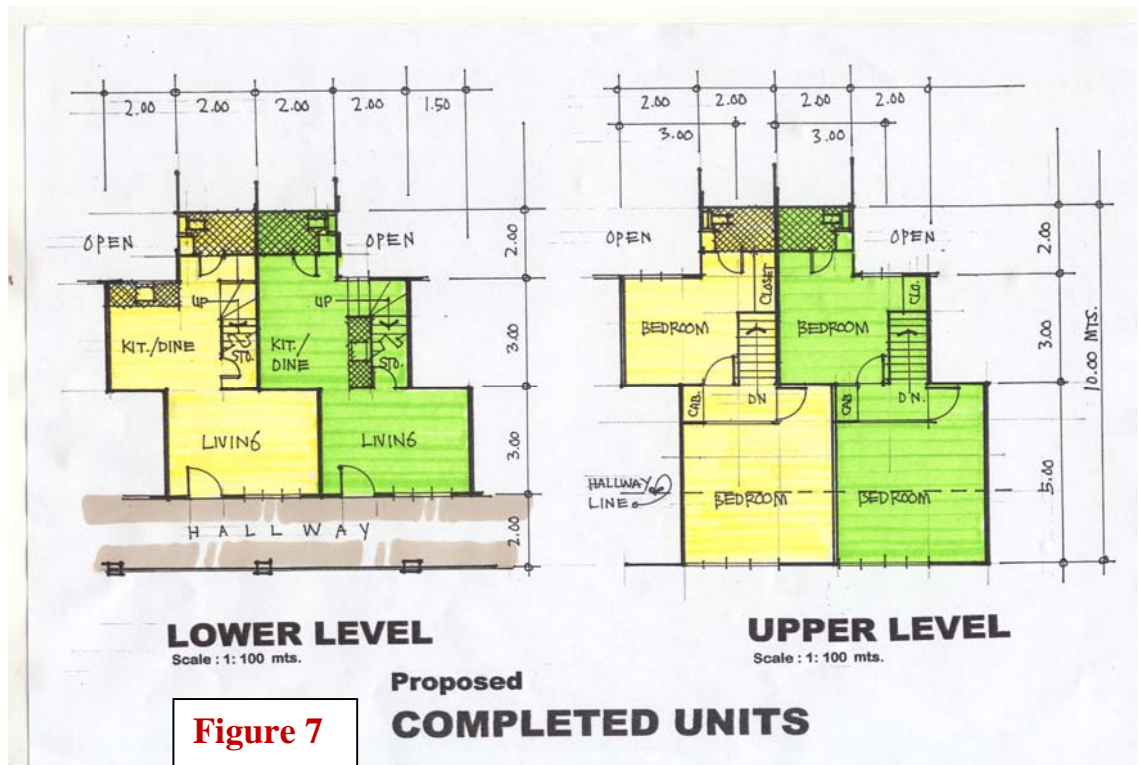 2.00 2.00 2.00 2.00 1.50
OPEN
OPEN
UP
UP
KIT./DINE
STO.
KIT./
DINE
STO.
LIVING
LIVING
HALLWAY
2.00
3.00
3.00
2.00
LOWER LEVEL
Scale : 1: 100 mts.
2.00 2.00 2.00 2.00
3.00 3.00
OPEN
OPEN
CLOSET
CLO.
BEDROOM
BEDROOM
CAB.
DN
CAB
DN.
HALLWAY
LINE
BEDROOM
BEDROOM
2.00
3.00
5.00
10.00 MTS.
UPPER LEVEL
Scale : 1: 100 mts.
Proposed
COMPLETED UNITS
Figure 7